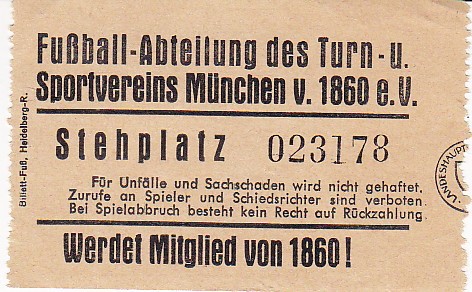 Fußball-Abteilung des Turn-u.
Sportvereins München v. 1860 e.V.
Stehplatz 023178
Für Unfälle und Sachschaden wird nicht gehaftet.
Zurufe an Spieler und Schiedsrichter sind verboten.
Bei Spielabbruch besteht kein Recht auf Rückzahlung
Werdet Mitglied von 1860!
Billett-Fuß, Heidelberg-R.
LANDESHAUPT